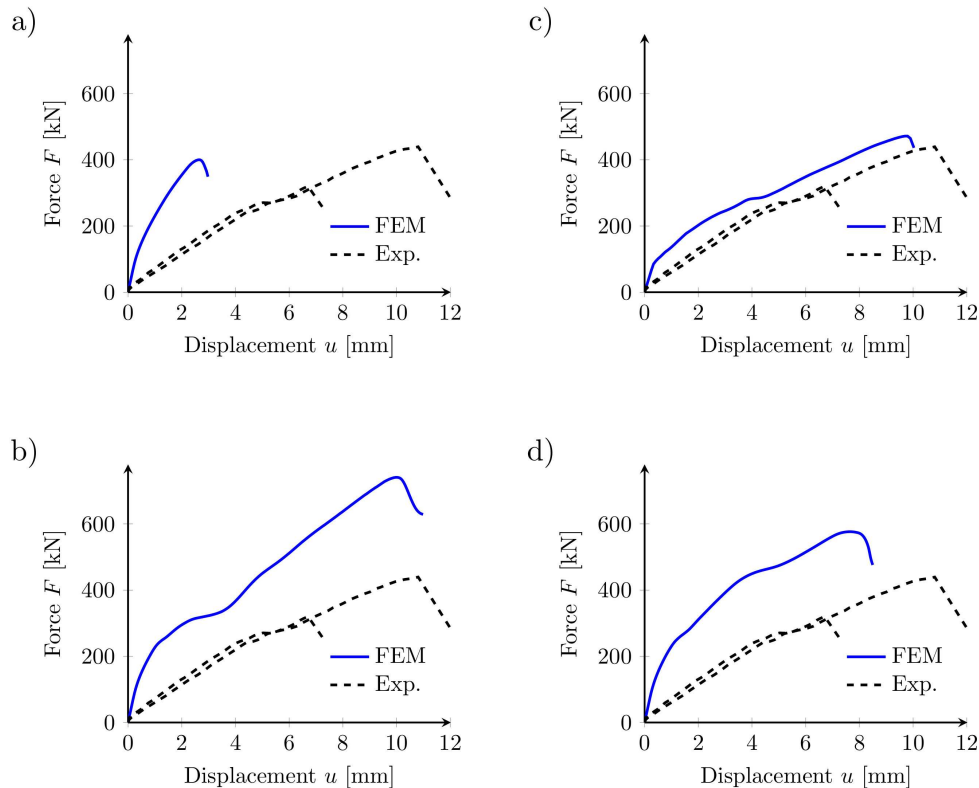 a)
Force F [kN]
600
400
200
0
0 2 4 6 8 10 12
Displacement u [mm]
FEM
Exp.
c)
Force F [kN]
600
400
200
0
0 2 4 6 8 10 12
Displacement u [mm]
FEM
Exp.
b)
Force F [kN]
600
400
200
0
0 2 4 6 8 10 12
Displacement u [mm]
FEM
Exp.
d)
Force F [kN]
600
400
200
0
0 2 4 6 8 10 12
Displacement u [mm]
FEM
Exp.